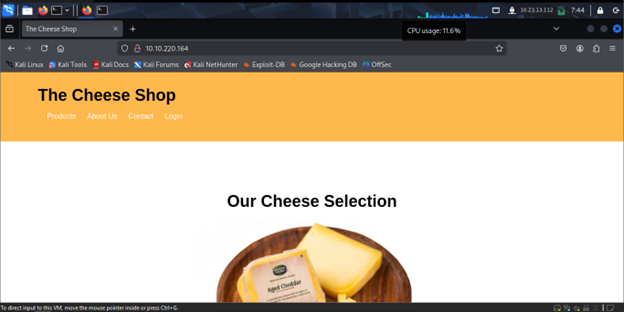 10.23.13.112
7:44
CPU usage: 11.6%
The Cheese Shop
10.10.220.164
Kali Linux
Kali Tools
Kali Docs
Kali Forums
Kali NetHunter
Exploit-DB
Google Hacking DB
OffSec
The Cheese Shop
Products
About Us
Contact
Login
Our Cheese Selection
Aged Cheddar
To direct input to this VM, move the mouse pointer inside or press Ctrl+G.